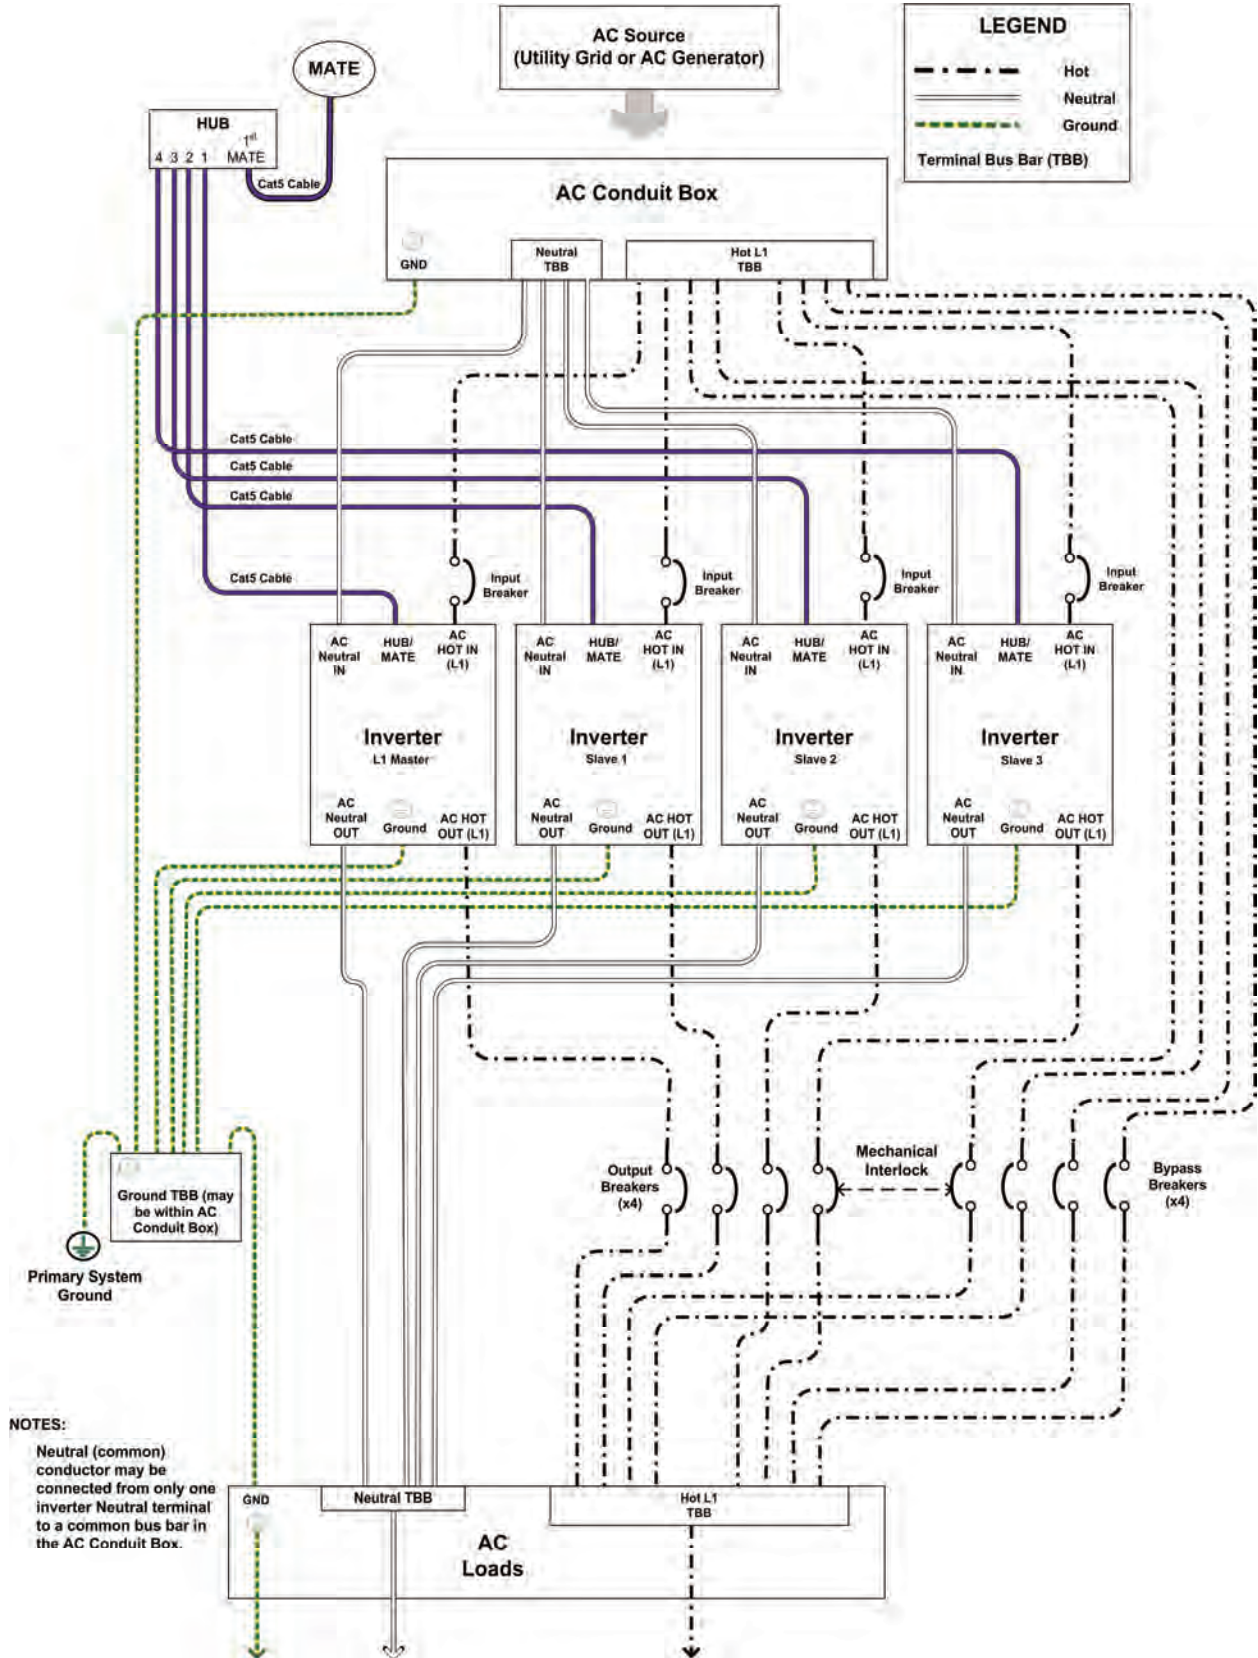 AC Source
(Utility Grid or AC Generator)
LEGEND
Hot
Neutral
Ground
Terminal Bus Bar (TBB)
MATE
HUB
1st
4 3 2 1 MATE
Cat5 Cable
AC Conduit Box
GND
Neutral
TBB
Hot L1
TBB
Cat5 Cable
Cat5 Cable
Cat5 Cable
Cat5 Cable
Input
Breaker
Input
Breaker
Input
Breaker
Input
Breaker
AC
Neutral
IN
HUB/
MATE
AC
HOT IN
(L1)
Inverter
L1 Master
AC
Neutral
OUT
Ground
AC HOT
OUT (L1)
AC
Neutral
IN
HUB/
MATE
AC
HOT IN
(L1)
Inverter
Slave 1
AC
Neutral
OUT
Ground
AC HOT
OUT (L1)
AC
Neutral
IN
HUB/
MATE
AC
HOT IN
(L1)
Inverter
Slave 2
AC
Neutral
OUT
Ground
AC HOT
OUT (L1)
AC
Neutral
IN
HUB/
MATE
AC
HOT IN
(L1)
Inverter
Slave 3
AC
Neutral
OUT
Ground
AC HOT
OUT (L1)
Output
Breakers
(x4)
Mechanical
Interlock
Bypass
Breakers
(x4)
Ground TBB (may
be within AC
Conduit Box)
Primary System
Ground
NOTES:
Neutral (common)
conductor may be
connected from only one
inverter Neutral terminal
to a common bus bar in
the AC Conduit Box.
GND
Neutral TBB
Hot L1
TBB
AC
Loads